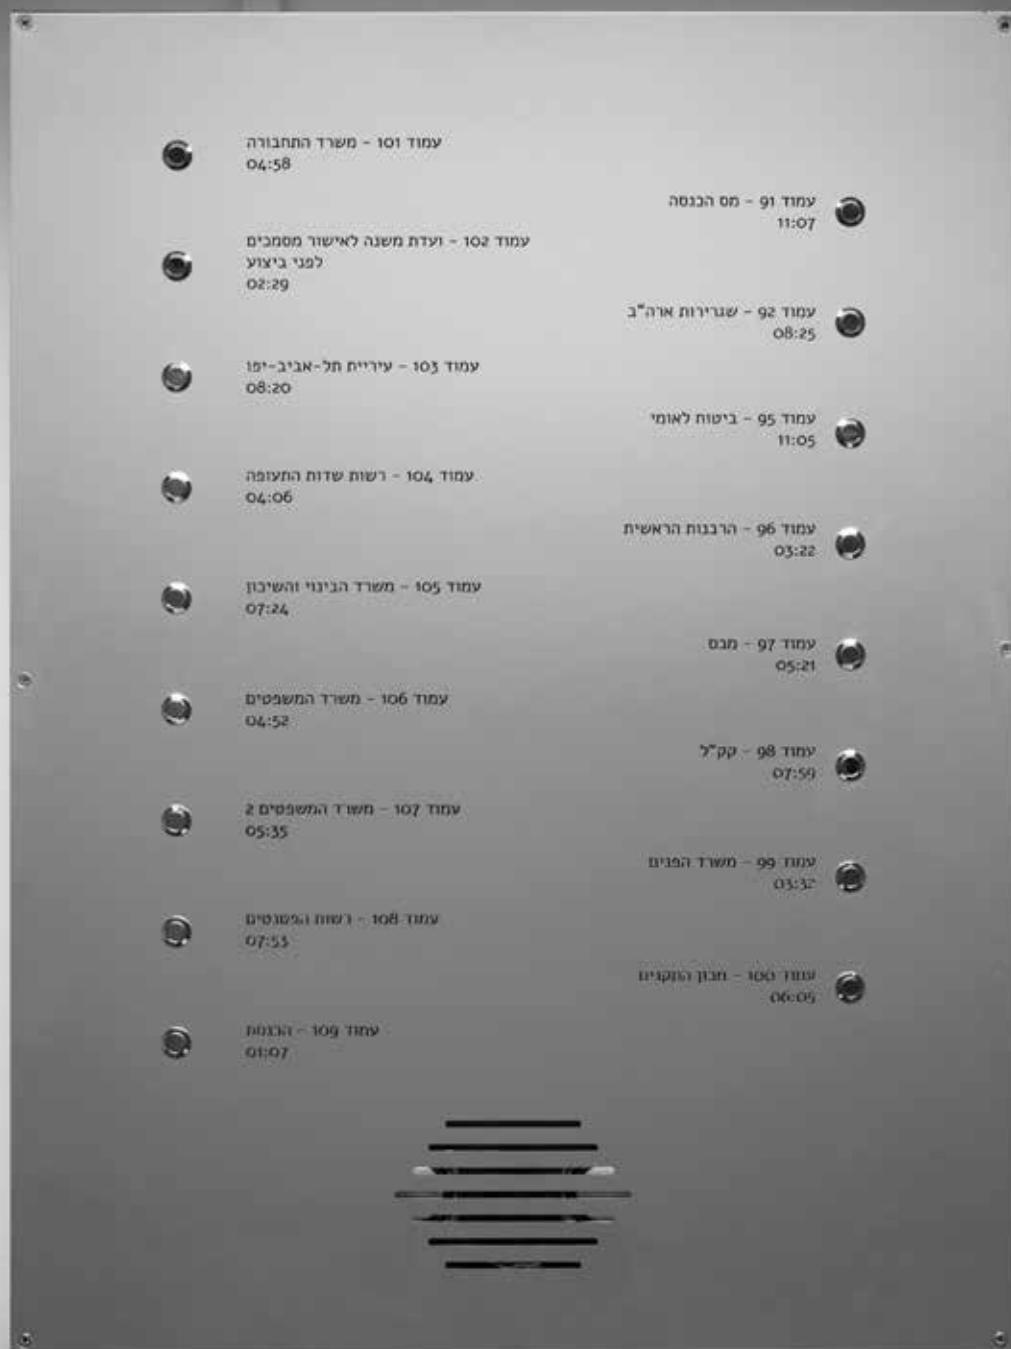 עמוד 91 - מס הכנסה
11:07
עמוד 92 - שגרירות ארה"ב
08:25
עמוד 95 - ביטוח לאומי
11:05
עמוד 96 - הרבנות הראשית
03:22
עמוד 97 - מכס
05:21
עמוד 98 - קק"ל
07:59
עמוד 99 - משרד הפנים
03:32
עמוד 100 - מכון התקנים
06:05
עמוד 101 - משרד התחבורה
04:58
עמוד 102 - ועדת משנה לאישור מסמכים
לפני ביצוע
02:29
עמוד 103 - עיריית תל-אביב-יפו
08:20
עמוד 104 - רשות שדות התעופה
04:06
עמוד 105 - משרד הבינוי והשיכון
07:24
עמוד 106 - משרד המשפטים
04:52
עמוד 107 - משרד המשפטים 2
05:35
עמוד 108 - רשות הפטנטים
07:53
עמוד 109 - הכנסת
01:07